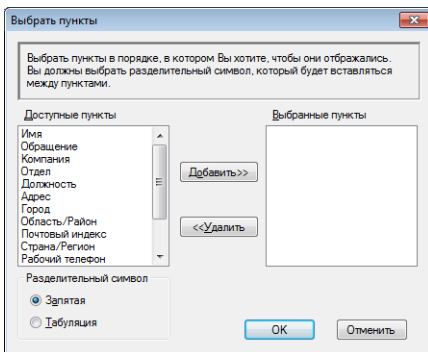 Выбрать пункты
Выбрать пункты в порядке, в котором Вы хотите, чтобы они отбражались.
Вы должны выбрать разделительный символ, который будет вставляться
между пунктами.
Доступные пункты
Выбранные пункты
Имя
Обращение
Компания
Отдел
Должность
Адрес
Город
Область/Район
Почтовый индекс
Страна/Регион
Рабочий телефон
Добавить>>
<<Удалить
Разделительный символ
Запятая
Табуляция
OK
Отменить